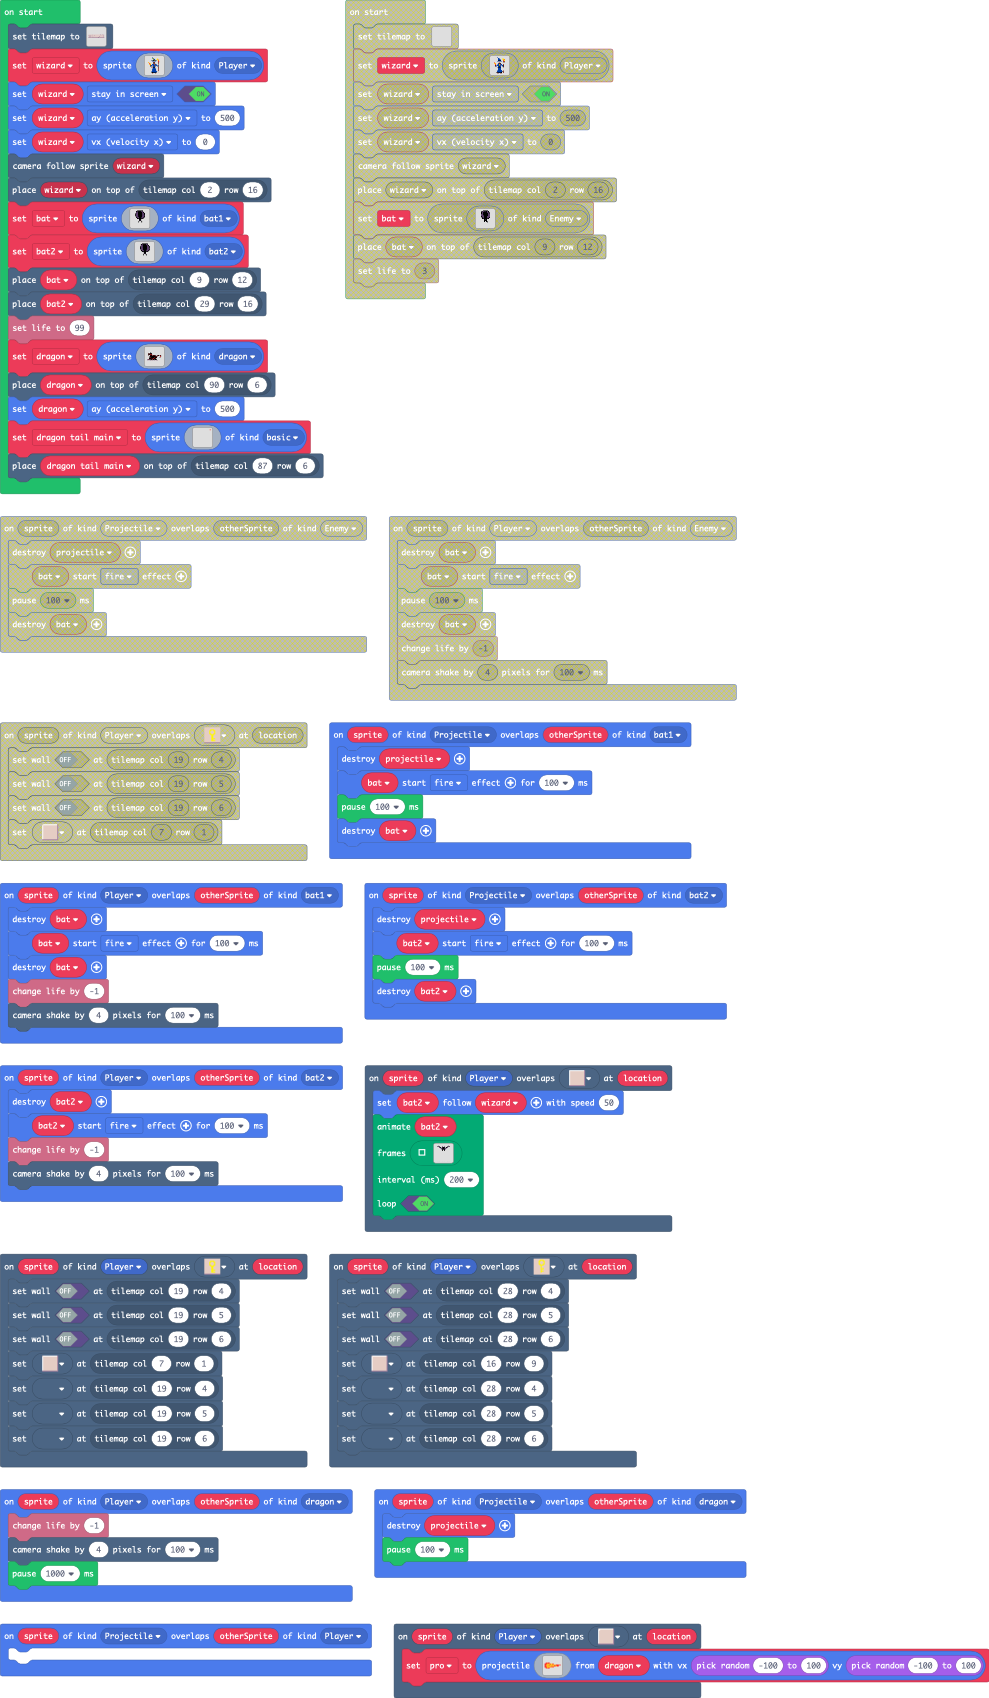 on start
set tilemap to
set wizard to sprite of kind Player
set wizard stay in screen ON
set wizard ay (acceleration y) to 500
set wizard vx (velocity x) to 0
camera follow sprite wizard
place wizard on top of tilemap col 2 row 16
set bat to sprite of kind bat1
set bat2 to sprite of kind bat2
place bat on top of tilemap col 9 row 12
place bat2 on top of tilemap col 29 row 16
set life to 99
set dragon to sprite of kind dragon
place dragon on top of tilemap col 90 row 6
set dragon ay (acceleration y) to 500
set dragon tail main to sprite of kind basic
place dragon tail main on top of tilemap col 87 row 6
on start
set tilemap to
set wizard to sprite of kind Player
set wizard stay in screen ON
set wizard ay (acceleration y) to 500
set wizard vx (velocity x) to 0
camera follow sprite wizard
place wizard on top of tilemap col 2 row 16
set bat to sprite of kind Enemy
place bat on top of tilemap col 9 row 12
set life to 3
on sprite of kind Projectile overlaps otherSprite of kind Enemy
destroy projectile
bat start fire effect
pause 100 ms
destroy bat
on sprite of kind Player overlaps otherSprite of kind Enemy
destroy bat
bat start fire effect
pause 100 ms
destroy bat
change life by -1
camera shake by 4 pixels for 100 ms
on sprite of kind Player overlaps at location
set wall OFF at tilemap col 19 row 4
set wall OFF at tilemap col 19 row 5
set wall OFF at tilemap col 19 row 6
set at tilemap col 7 row 1
on sprite of kind Projectile overlaps otherSprite of kind bat1
destroy projectile
bat start fire effect for 100 ms
pause 100 ms
destroy bat
on sprite of kind Player overlaps otherSprite of kind bat1
destroy bat
bat start fire effect for 100 ms
destroy bat
change life by -1
camera shake by 4 pixels for 100 ms
on sprite of kind Projectile overlaps otherSprite of kind bat2
destroy projectile
bat2 start fire effect for 100 ms
pause 100 ms
destroy bat2
on sprite of kind Player overlaps otherSprite of kind bat2
destroy bat2
bat2 start fire effect for 100 ms
change life by -1
camera shake by 4 pixels for 100 ms
on sprite of kind Player overlaps at location
set bat2 follow wizard with speed 50
animate bat2
frames
interval (ms) 200
loop ON
on sprite of kind Player overlaps at location
set wall OFF at tilemap col 19 row 4
set wall OFF at tilemap col 19 row 5
set wall OFF at tilemap col 19 row 6
set at tilemap col 7 row 1
set at tilemap col 19 row 4
set at tilemap col 19 row 5
set at tilemap col 19 row 6
on sprite of kind Player overlaps at location
set wall OFF at tilemap col 28 row 4
set wall OFF at tilemap col 28 row 5
set wall OFF at tilemap col 28 row 6
set at tilemap col 16 row 9
set at tilemap col 28 row 4
set at tilemap col 28 row 5
set at tilemap col 28 row 6
on sprite of kind Player overlaps otherSprite of kind dragon
change life by -1
camera shake by 4 pixels for 100 ms
pause 1000 ms
on sprite of kind Projectile overlaps otherSprite of kind dragon
destroy projectile
pause 100 ms
on sprite of kind Projectile overlaps otherSprite of kind Player
on sprite of kind Player overlaps at location
set pro to projectile from dragon with vx pick random -100 to 100 vy pick random -100 to 100